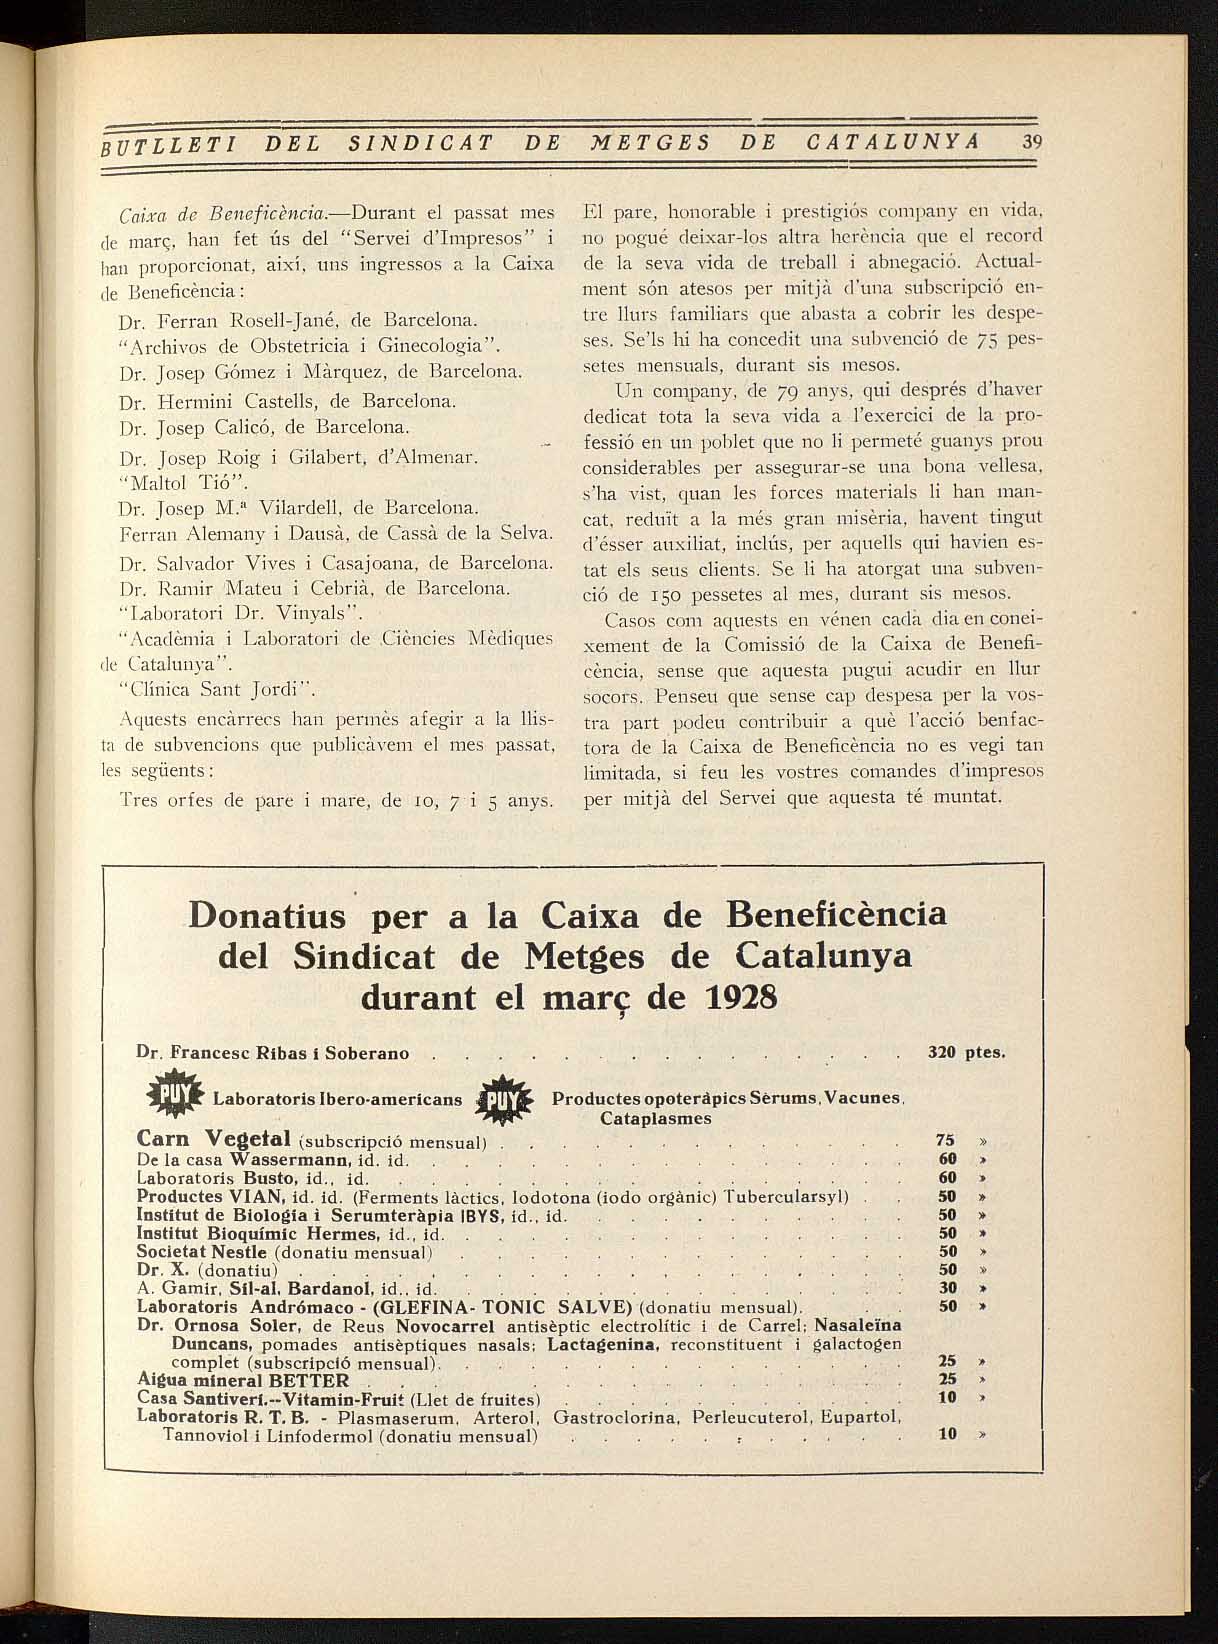 BUTLLETI DEL SINDICAT DE METGES DE CATALUNYA 39
Caixa de Beneficència.—Durant el passat mes
de març, han fet ús del “Servei d’Impresos” i
han proporcionat, així, uns ingressos a la Caixa
de Beneficència:
Dr. Ferran Rosell-Jané, de Barcelona.
“Archivos de Obstetricia i Ginecologia”.
Dr. Josep Gómez i Màrquez, de Barcelona.
Dr. Hermini Castells, de Barcelona.
Dr. Josep Calicó, de Barcelona.
Dr. Josep Roig i Gilabert, d’Almenar.
“Maltol Tió”.
Dr. Josep M.ª Vilardell, de Barcelona.
Ferran Alemany i Dausà, de Cassà de la Selva.
Dr. Salvador Vives i Casajoana, de Barcelona.
Dr. Ramir Mateu i Cebrià, de Barcelona.
“Laboratori Dr. Vinyals”.
“Acadèmia i Laboratori de Ciències Mèdiques
de Catalunya”.
“Clínica Sant Jordi”.
Aquests encàrrecs han permès afegir a la llis-
ta de subvencions que publicàvem el mes passat,
les següents:
Tres orfes de pare i mare, de 10, 7 i 5 anys.
El pare, honorable i prestigiós company en vida,
no pogué deixar-los altra herència que el record
de la seva vida de treball i abnegació. Actual-
ment són atesos per mitjà d’una subscripció en-
tre llurs familiars que abasta a cobrir les despe-
ses. Se’ls hi ha concedit una subvenció de 75 pes-
setes mensuals, durant sis mesos.
Un company, de 79 anys, qui després d’haver
dedicat tota la seva vida a l’exercici de la pro-
fessió en un poblet que no li permeté guanys prou
considerables per assegurar-se una bona vellesa,
s’ha vist, quan les forces materials li han man-
cat, reduït a la més gran misèria, havent tingut
d’ésser auxiliat, inclús, per aquells qui havien es-
tat els seus clients. Se li ha atorgat una subven-
ció de 150 pessetes al mes, durant sis mesos.
Casos com aquests en vénen cada dia en conei-
xement de la Comissió de la Caixa de Benefi-
cència, sense que aquesta pugui acudir en llur
socors. Penseu que sense cap despesa per la vos-
tra part podeu contribuir a què l’acció benfac-
tora de la Caixa de Beneficència no es vegi tan
limitada, si feu les vostres comandes d’impresos
per mitjà del Servei que aquesta té muntat.
Donatius per a la Caixa de Beneficència
del Sindicat de Metges de Catalunya
durant el març de 1928
Dr. Francesc Ribas i Soberano . . . . . . . . . . . . . . . 320 ptes.
PUY Laboratoris Ibero-americans PUY Productes opoteràpics Sèrums, Vacunes,
Cataplasmes
Carn Vegetal (subscripció mensual) . . . . . . . . . . . . . 75 »
De la casa Wassermann, id. id. . . . . . . . . . . . . . . . 60 »
Laboratoris Busto, id., id. . . . . . . . . . . . . . . . 60 »
Productes VIAN, id. id. (Ferments làctics, Iodotona (iodo orgànic) Tubercularsyl) . . 50 »
Institut de Biologia i Serumteràpia IBYS, id., id. . . . . . . . . . . 50 »
Institut Bioquímic Hermes, id., id. . . . . . . . . . . . . . . 50 »
Societat Nestle (donatiu mensual) . . . . . . . . . . . . . . 50 »
Dr. X. (donatiu) . . . . . . . . . . . . . . . . . . . 50 »
A. Gamir, Sil-al, Bardanol, id., id. . . . . . . . . . . . . . . 30 »
Laboratoris Andrómaco - (GLEFINA- TONIC SALVE) (donatiu mensual). . . 50 »
Dr. Ornosa Soler, de Reus Novocarrel antisèptic electrolític i de Carrel; Nasaleïna
Duncans, pomades antisèptiques nasals; Lactagenina, reconstituent i galactogen
complet (subscripció mensual). . . . . . . . . . . . . . . 25 »
Aigua mineral BETTER . . . . . . . . . . . . . . . 25 »
Casa Santiveri.--Vitamin-Fruit (Llet de fruites) . . . . . . . . . . . 10 »
Laboratoris R. T. B. - Plasmaserum, Arterol, Gastroclorina, Perleucuterol, Eupartol,
Tannoviol i Linfodermol (donatiu mensual) . . . . . . . . . . . 10 »